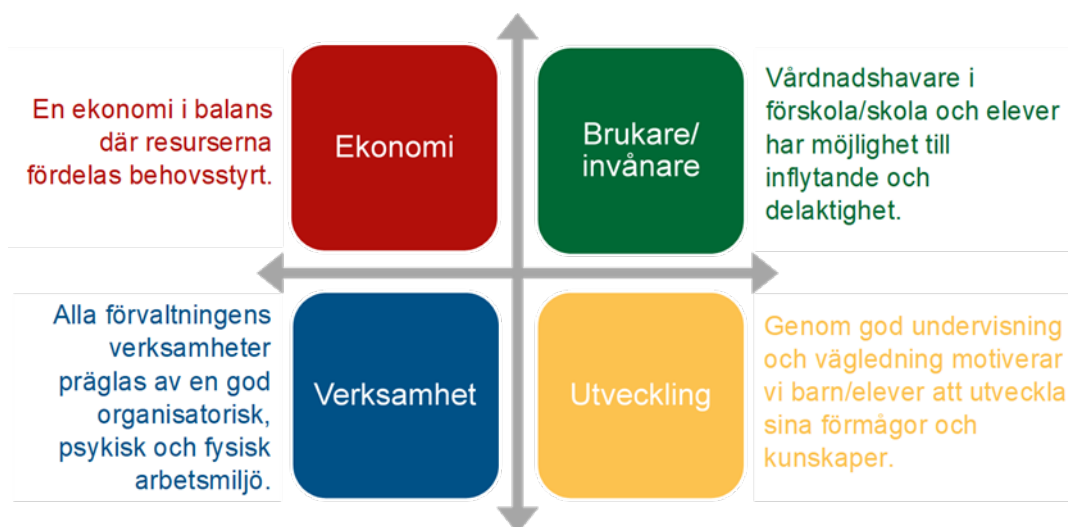 En ekonomi i balans
där resurserna
fördelas behovsstyrt.
Ekonomi
Brukare/
invånare
Vårdnadshavare i
förskola/skola och elever
har möjlighet till
inflytande och
delaktighet.
Alla förvaltningens
verksamheter
präglas av en god
organisatorisk,
psykisk och fysisk
arbetsmiljö.
Verksamhet
Utveckling
Genom god undervisning
och vägledning motiverar
vi barn/elever att utveckla
sina förmågor och
kunskaper.